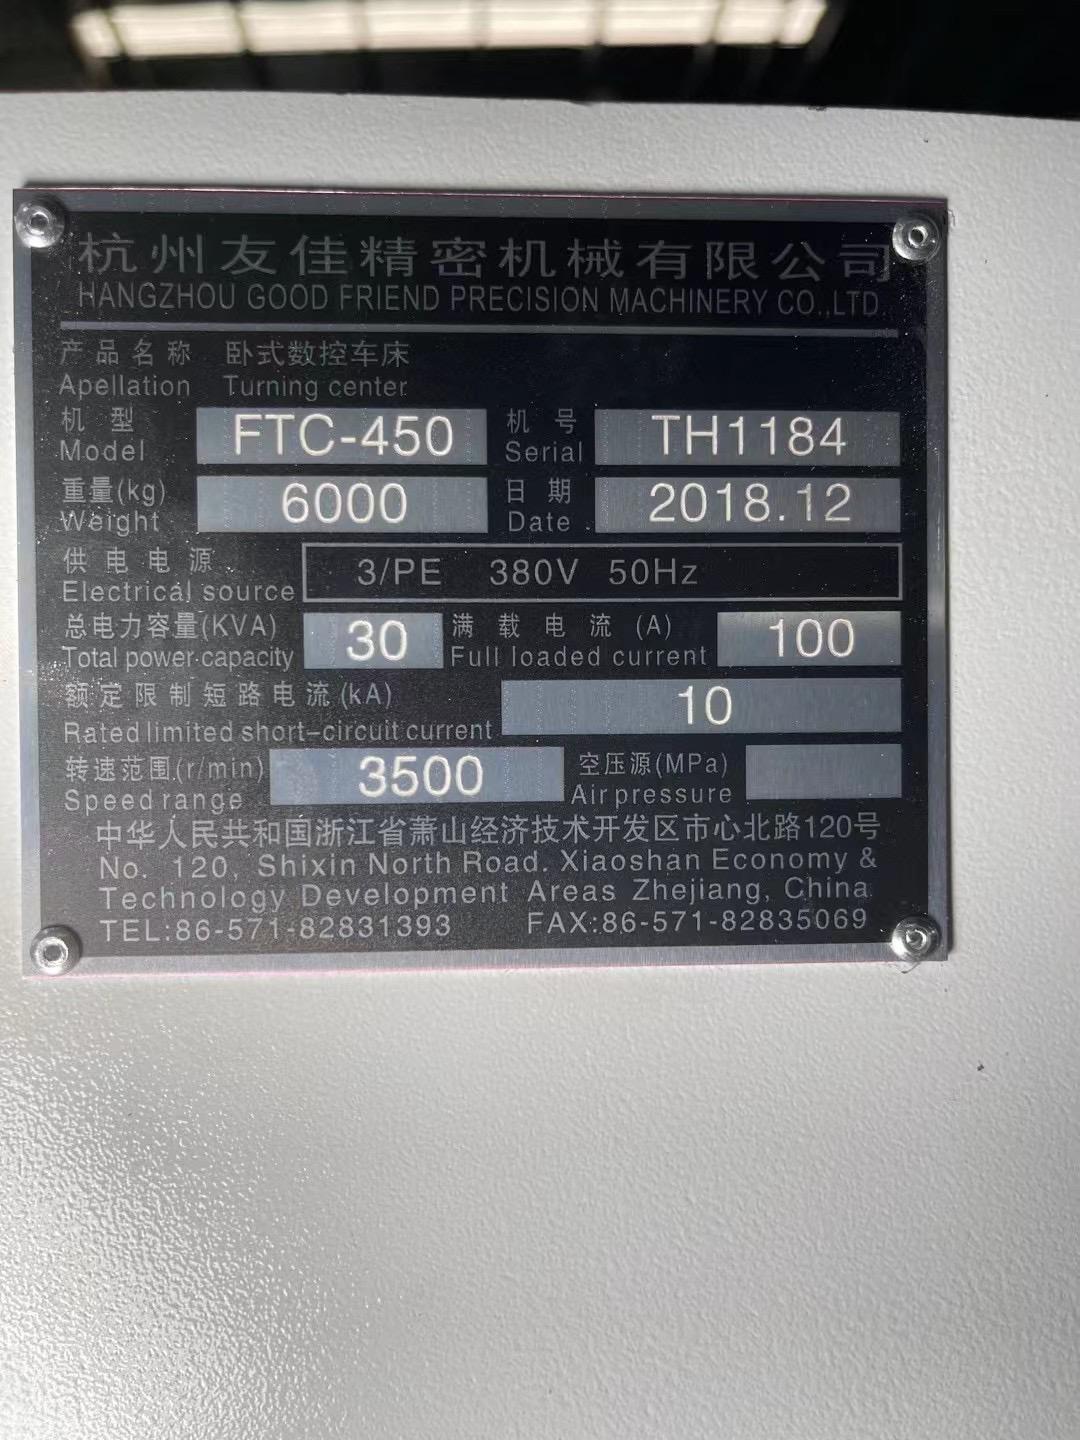 杭州友佳精密机械有限公司
HANGZHOU GOOD FRIEND PRECISION MACHINERY CO.,LTD.
产品名称 卧式数控车床
Apellation Turning center
机型 FTC-450 机号 TH1184
Model Serial
重量(kg) 6000 日期 2018.12
Weight Date
供电电源 3/PE 380V 50Hz
Electrical source
总电力容量(KVA) 30 满载电流(A) 100
Total power capacity Full loaded current
额定限制短路电流(kA) 10
Rated limited short-circuit current
转速范围(r/min) 3500 空压源(MPa)
Speed range Air pressure
中华人民共和国浙江省萧山经济技术开发区市心北路120号
No. 120, Shixin North Road. Xiaoshan Economy &
Technology Development Areas Zhejiang, China
TEL:86-571-82831393 FAX:86-571-82835069